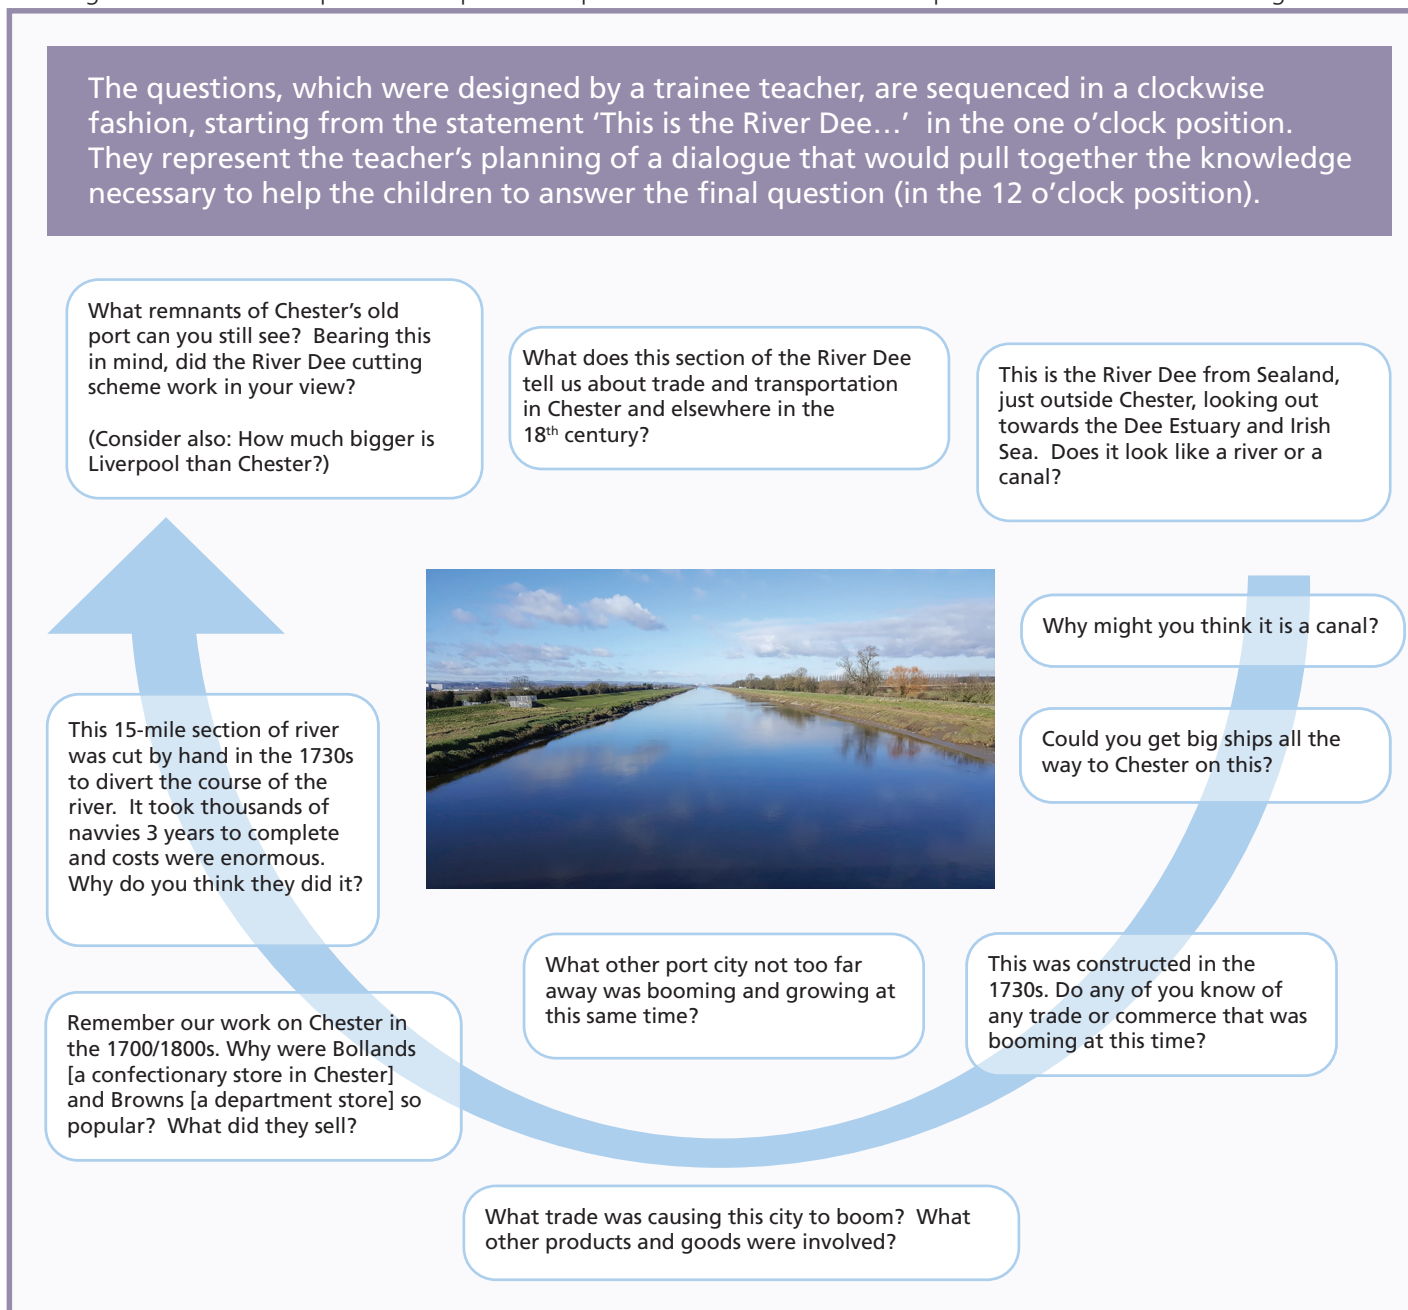 The questions, which were designed by a trainee teacher, are sequenced in a clockwise
fashion, starting from the statement ‘This is the River Dee…’ in the one o’clock position.
They represent the teacher’s planning of a dialogue that would pull together the knowledge
necessary to help the children to answer the final question (in the 12 o’clock position).
This is the River Dee from Sealand,
just outside Chester, looking out
towards the Dee Estuary and Irish
Sea. Does it look like a river or a
canal?
Why might you think it is a canal?
Could you get big ships all the
way to Chester on this?
This was constructed in the
1730s. Do any of you know of
any trade or commerce that was
booming at this time?
What other port city not too far
away was booming and growing at
this same time?
What trade was causing this city to boom? What
other products and goods were involved?
Remember our work on Chester in
the 1700/1800s. Why were Bollands
[a confectionary store in Chester]
and Browns [a department store] so
popular? What did they sell?
This 15-mile section of river
was cut by hand in the 1730s
to divert the course of the
river. It took thousands of
navvies 3 years to complete
and costs were enormous.
Why do you think they did it?
What remnants of Chester’s old
port can you still see? Bearing this
in mind, did the River Dee cutting
scheme work in your view?
(Consider also: How much bigger is
Liverpool than Chester?)
What does this section of the River Dee
tell us about trade and transportation
in Chester and elsewhere in the
18th century?